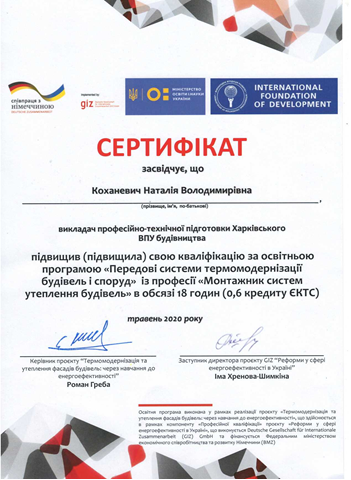 співпраця з
німеччиною
DEUTSCHE ZUSAMMENARBEIT
giz
МІНІСТЕРСТВО
ОСВІТИ І НАУКИ
УКРАЇНИ
INTERNATIONAL
FOUNDATION
OF DEVELOPMENT
СЕРТИФІКАТ
засвідчує, що
Коханевич Наталія Володимирівна
(прізвище, ім'я, по-батькові)
викладач професійно-технічної підготовки Харківського
ВПУ будівництва
підвищив (підвищила) свою кваліфікацію за освітньою
програмою «Передові системи термомодернізації
будівель і споруд» із професії «Монтажник систем
утеплення будівель» в обсязі 18 годин (0,6 кредиту ЄКТС)
травень 2020 року
Керівник проєкту "Термомодернізація та
утеплення фасадів будівель: через навчання до
енергоефективності"
Роман Греба
Заступник директора проєкту GIZ "Реформи у сфері
енергоефективності в Україні"
Іма Хренова-Шимкіна
Освітня програма виконана у рамках реалізації проєкту «Термомодернізація та
утеплення фасадів будівель: через навчання до енергоефективності», що здійснюється
в рамках компоненту «Професійної кваліфікації» проєкту «Реформи у сфері
енергоефективності в Україні», що виконується Deutsche Gesellschaft für Internationale
Zusammenarbeit (GIZ) GmbH та фінансується Федеральним міністерством
економічного співробітництва та розвитку Німеччини (BMZ)